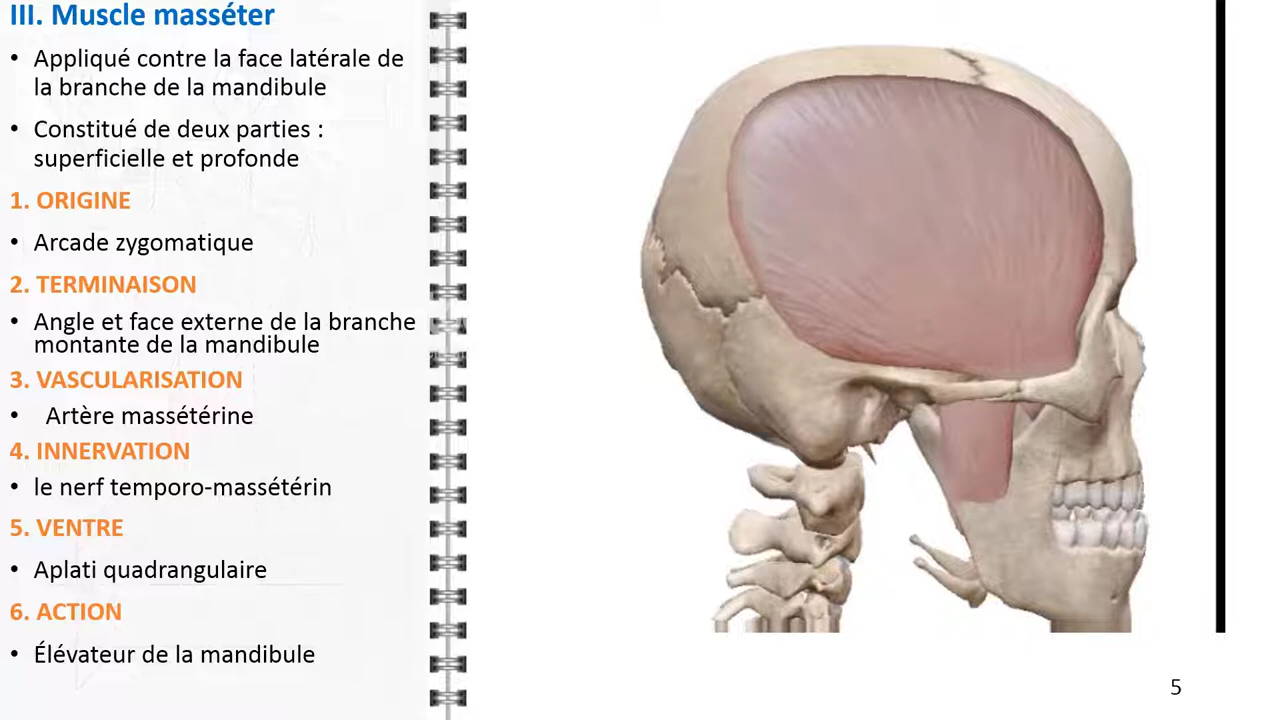 III. Muscle masséter
• Appliqué contre la face latérale de
la branche de la mandibule
• Constitué de deux parties :
superficielle et profonde
1. ORIGINE
• Arcade zygomatique
2. TERMINAISON
• Angle et face externe de la branche
montante de la mandibule
3. VASCULARISATION
• Artère massétérine
4. INNERVATION
• le nerf temporo-massétérin
5. VENTRE
• Aplati quadrangulaire
6. ACTION
• Élévateur de la mandibule
5